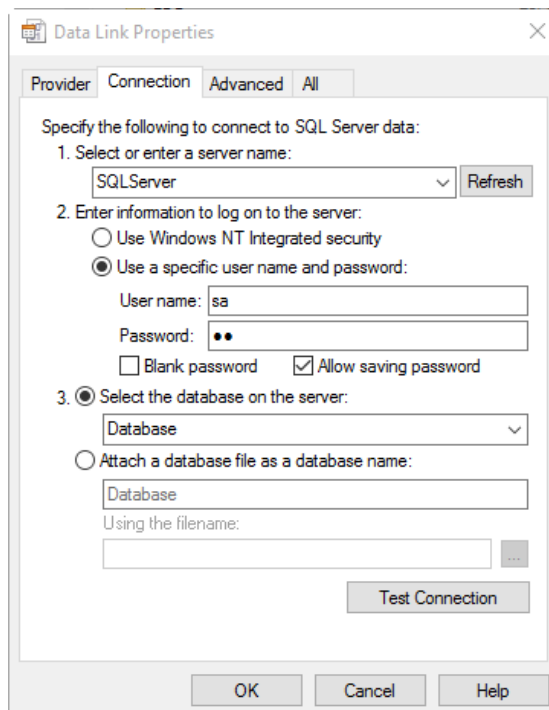 Data Link Properties
Provider Connection Advanced All
Specify the following to connect to SQL Server data:
1. Select or enter a server name:
SQLServer Refresh
2. Enter information to log on to the server:
Use Windows NT Integrated security
Use a specific user name and password:
User name: sa
Password: ●●
Blank password Allow saving password
3. Select the database on the server:
Database
Attach a database file as a database name:
Database
Using the filename:
...
Test Connection
OK Cancel Help